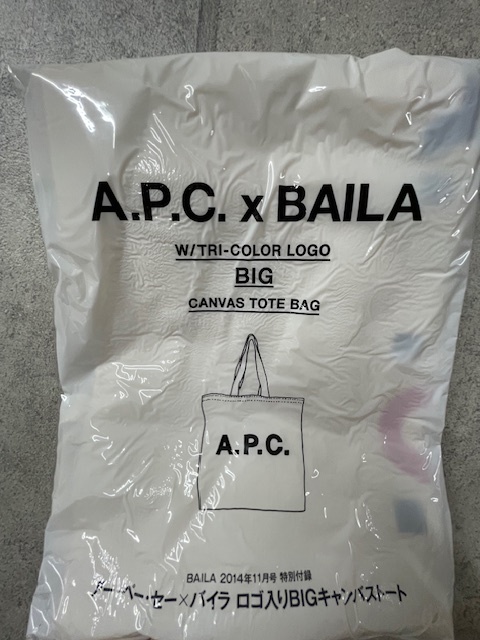 A.P.C. x BAILA
W/TRI-COLOR LOGO
BIG
CANVAS TOTE BAG
A.P.C.
BAILA 2014年11月号 特別付録
アー・ペー・セー×バイラ ロゴ入りBIGキャンバストート